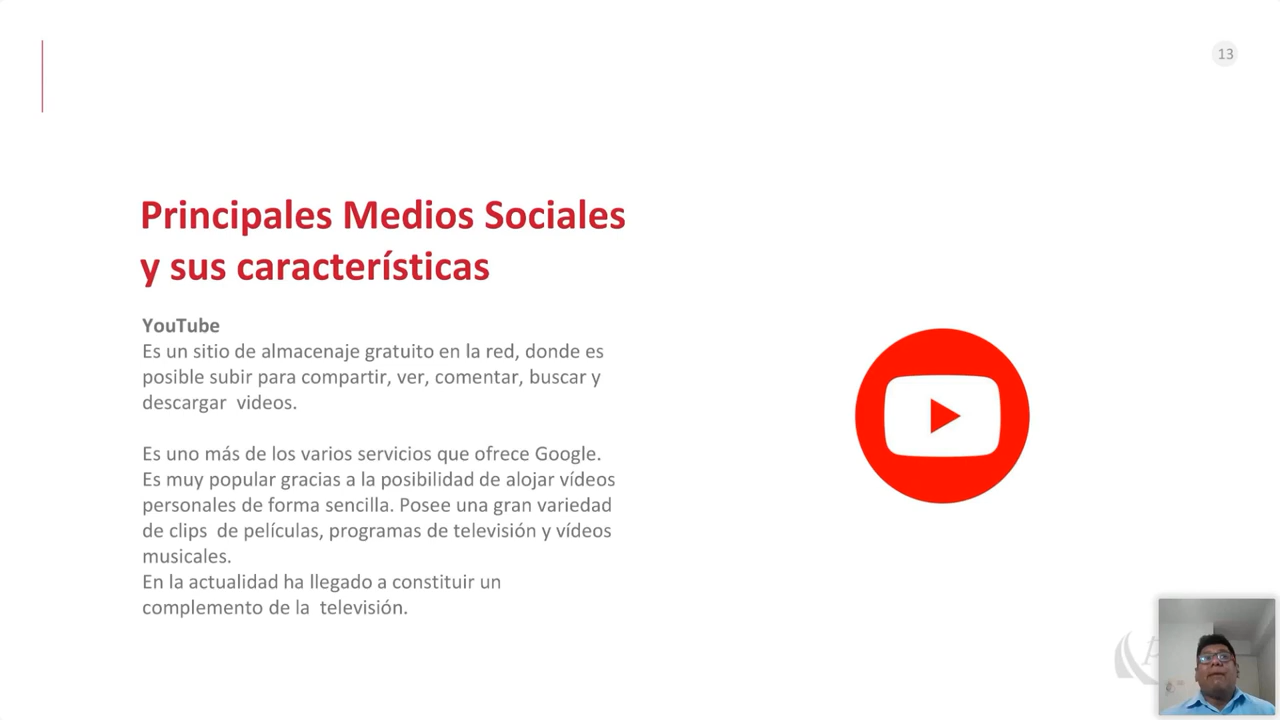 13
Principales Medios Sociales
y sus características
YouTube
Es un sitio de almacenaje gratuito en la red, donde es
posible subir para compartir, ver, comentar, buscar y
descargar videos.
Es uno más de los varios servicios que ofrece Google.
Es muy popular gracias a la posibilidad de alojar vídeos
personales de forma sencilla. Posee una gran variedad
de clips de películas, programas de televisión y vídeos
musicales.
En la actualidad ha llegado a constituir un
complemento de la televisión.